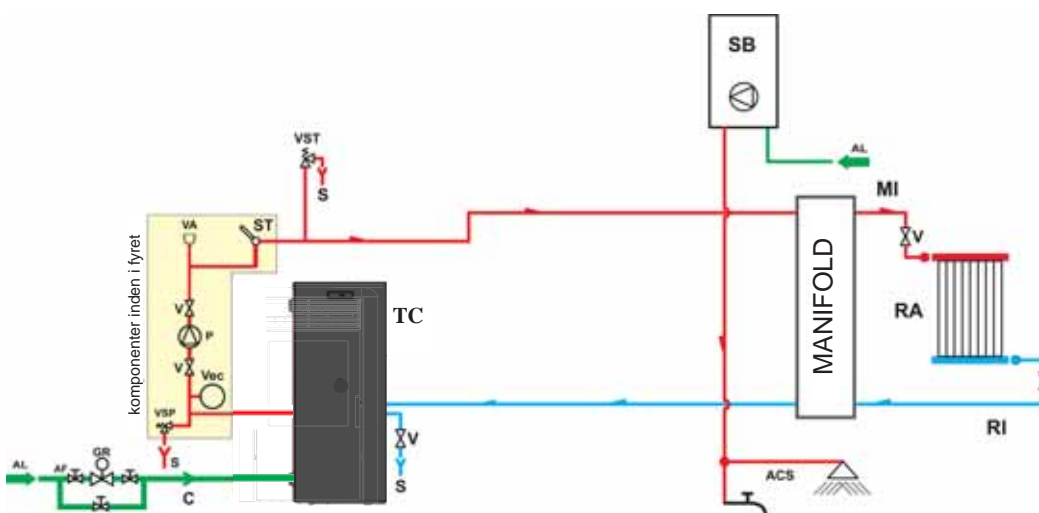 SB
AL
VST
S
MI
VA
ST
V
komponenter inden i fyret
V
P
V
TC
MANIFOLD
RA
Vec
VSP
S
V
S
RI
AL
AF
GR
C
ACS